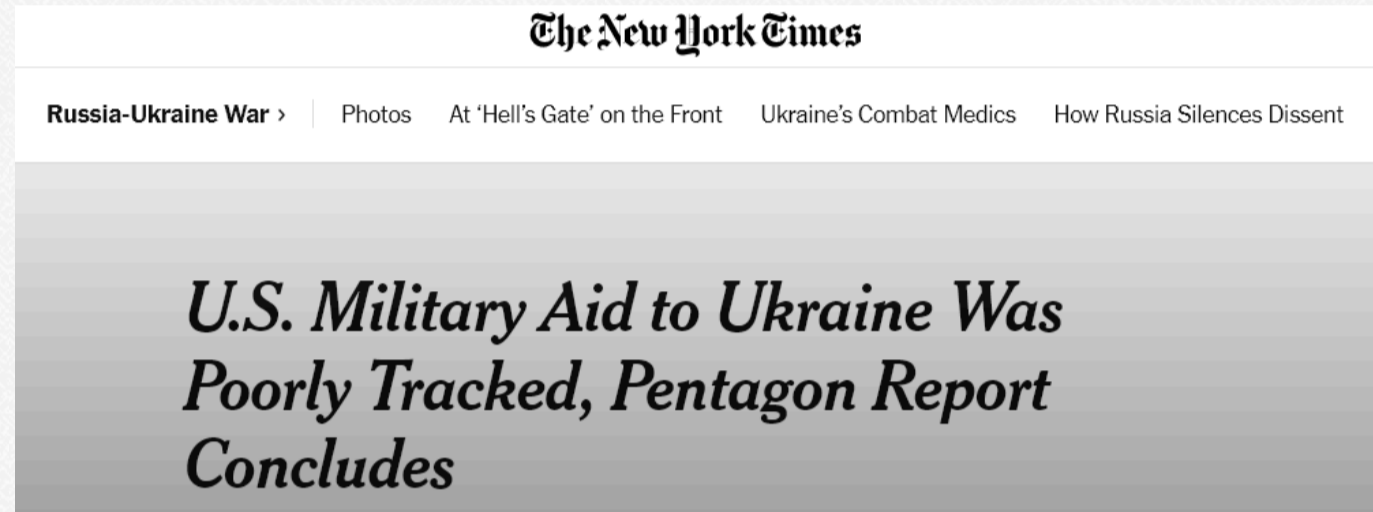 The New York Times
Russia-Ukraine War › Photos At ‘Hell’s Gate’ on the Front Ukraine’s Combat Medics How Russia Silences Dissent
U.S. Military Aid to Ukraine Was
Poorly Tracked, Pentagon Report
Concludes